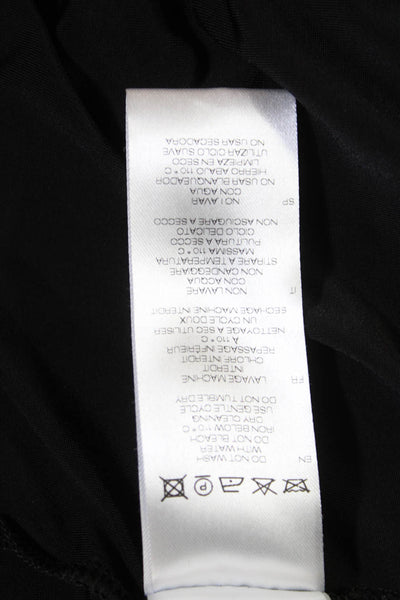 P
EN DO NOT WASH
WITH WATER
DO NOT BLEACH
IRON BELOW 110°C
DRY CLEANING
USE GENTLE CYCLE
DO NOT TUMBLE DRY
FR LAVAGE MACHINE
INTERDIT
CHLORE INTERDIT
REPASSAGE INFÉRIEUR
À 110 °C
NETTOYAGE A SEC UTILISER
UN CYCLE DOUX
SECHAGE MACHINE INTERDIT
IT NON LAVARE
CON ACQUA
NON CANDEGGIARE
STIRARE A TEMPERATURA
MASSIMA 110°C
PULITURA A SECCO
CICLO DELICATO
NON ASCIUGARE A SECCO
SP NO LAVAR
CON AGUA
NO USAR BLANQUEADOR
HIERRO ABAJO 110°C
LIMPIEZA EN SECO
UTILIZAR CICLO SUAVE
NO USAR SECADORA